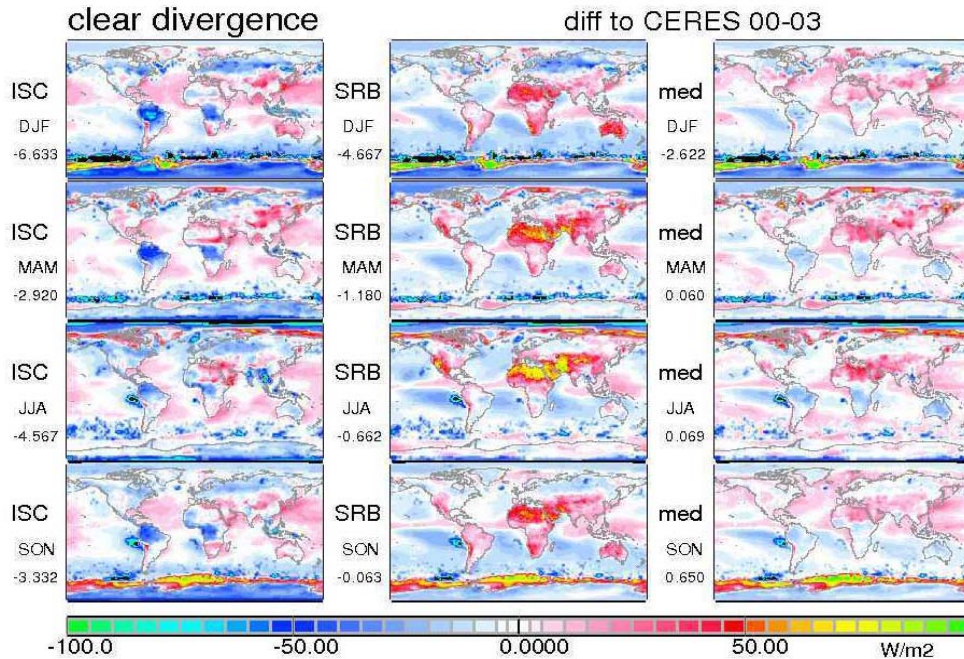 clear divergence
diff to CERES 00-03
ISC
DJF
-6.633
SRB
DJF
-4.667
med
DJF
-2.622
ISC
MAM
-2.920
SRB
MAM
-1.180
med
MAM
0.060
ISC
JJA
-4.567
SRB
JJA
-0.662
med
JJA
0.069
ISC
SON
-3.332
SRB
SON
-0.063
med
SON
0.650
-100.0 -50.00 0.0000 50.00 W/m2